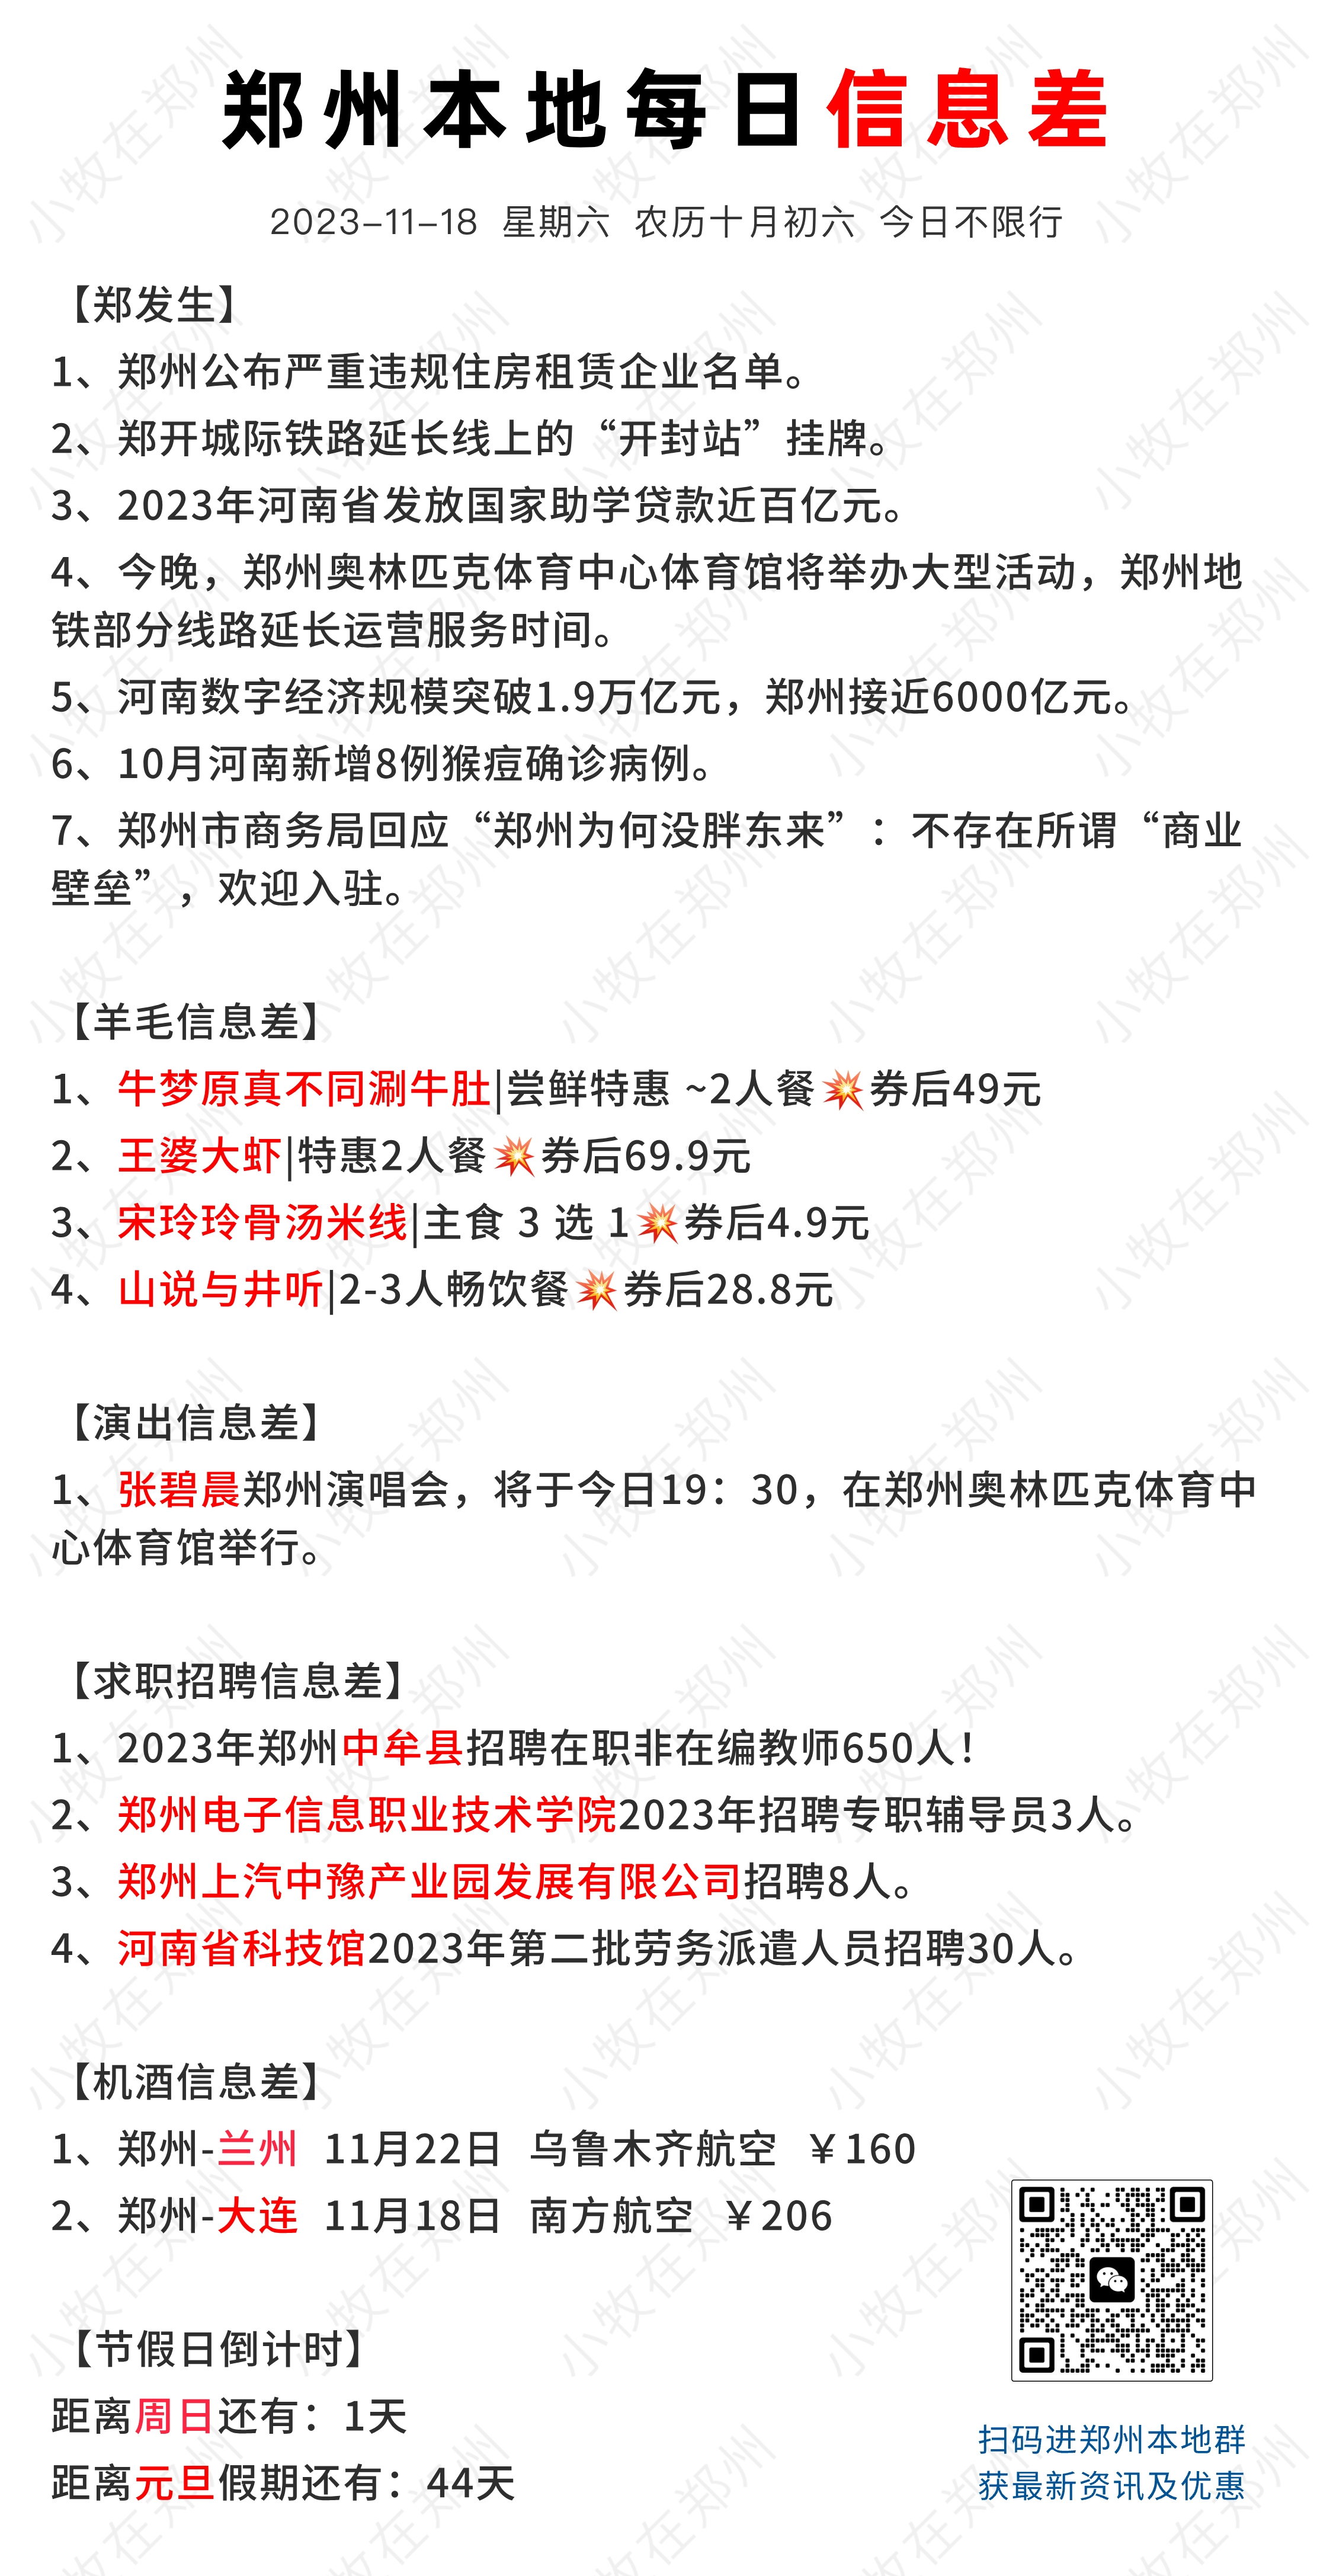 郑州本地每日信息差
2023-11-18 星期六 农历十月初六 今日不限行
【郑发生】
1、郑州公布严重违规住房租赁企业名单。
2、郑开城际铁路延长线上的“开封站”挂牌。
3、2023年河南省发放国家助学贷款近百亿元。
4、今晚，郑州奥林匹克体育中心体育馆将举办大型活动，郑州地
铁部分线路延长运营服务时间。
5、河南数字经济规模突破1.9万亿元，郑州接近6000亿元。
6、10月河南新增8例猴痘确诊病例。
7、郑州市商务局回应“郑州为何没胖东来”：不存在所谓“商业
壁垒”，欢迎入驻。
【羊毛信息差】
1、牛梦原真不同涮牛肚|尝鲜特惠 ~2人餐💥券后49元
2、王婆大虾|特惠2人餐💥券后69.9元
3、宋玲玲骨汤米线|主食 3 选 1💥券后4.9元
4、山说与井听|2-3人畅饮餐💥券后28.8元
【演出信息差】
1、张碧晨郑州演唱会，将于今日19：30，在郑州奥林匹克体育中
心体育馆举行。
【求职招聘信息差】
1、2023年郑州中牟县招聘在职非在编教师650人！
2、郑州电子信息职业技术学院2023年招聘专职辅导员3人。
3、郑州上汽中豫产业园发展有限公司招聘8人。
4、河南省科技馆2023年第二批劳务派遣人员招聘30人。
【机酒信息差】
1、郑州-兰州 11月22日 乌鲁木齐航空 ￥160
2、郑州-大连 11月18日 南方航空 ￥206
【节假日倒计时】
距离周日还有：1天
距离元旦假期还有：44天
扫码进郑州本地群
获最新资讯及优惠
小牧在郑州